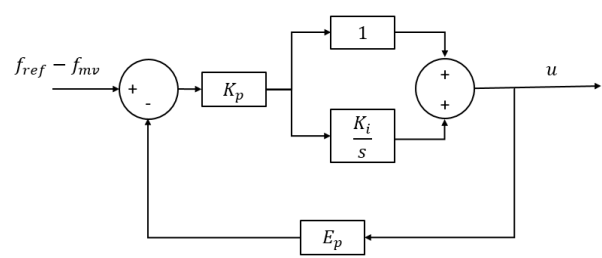 1
f_ref − f_mv
+
-
K_p
+
+
u
K_i
s
E_p